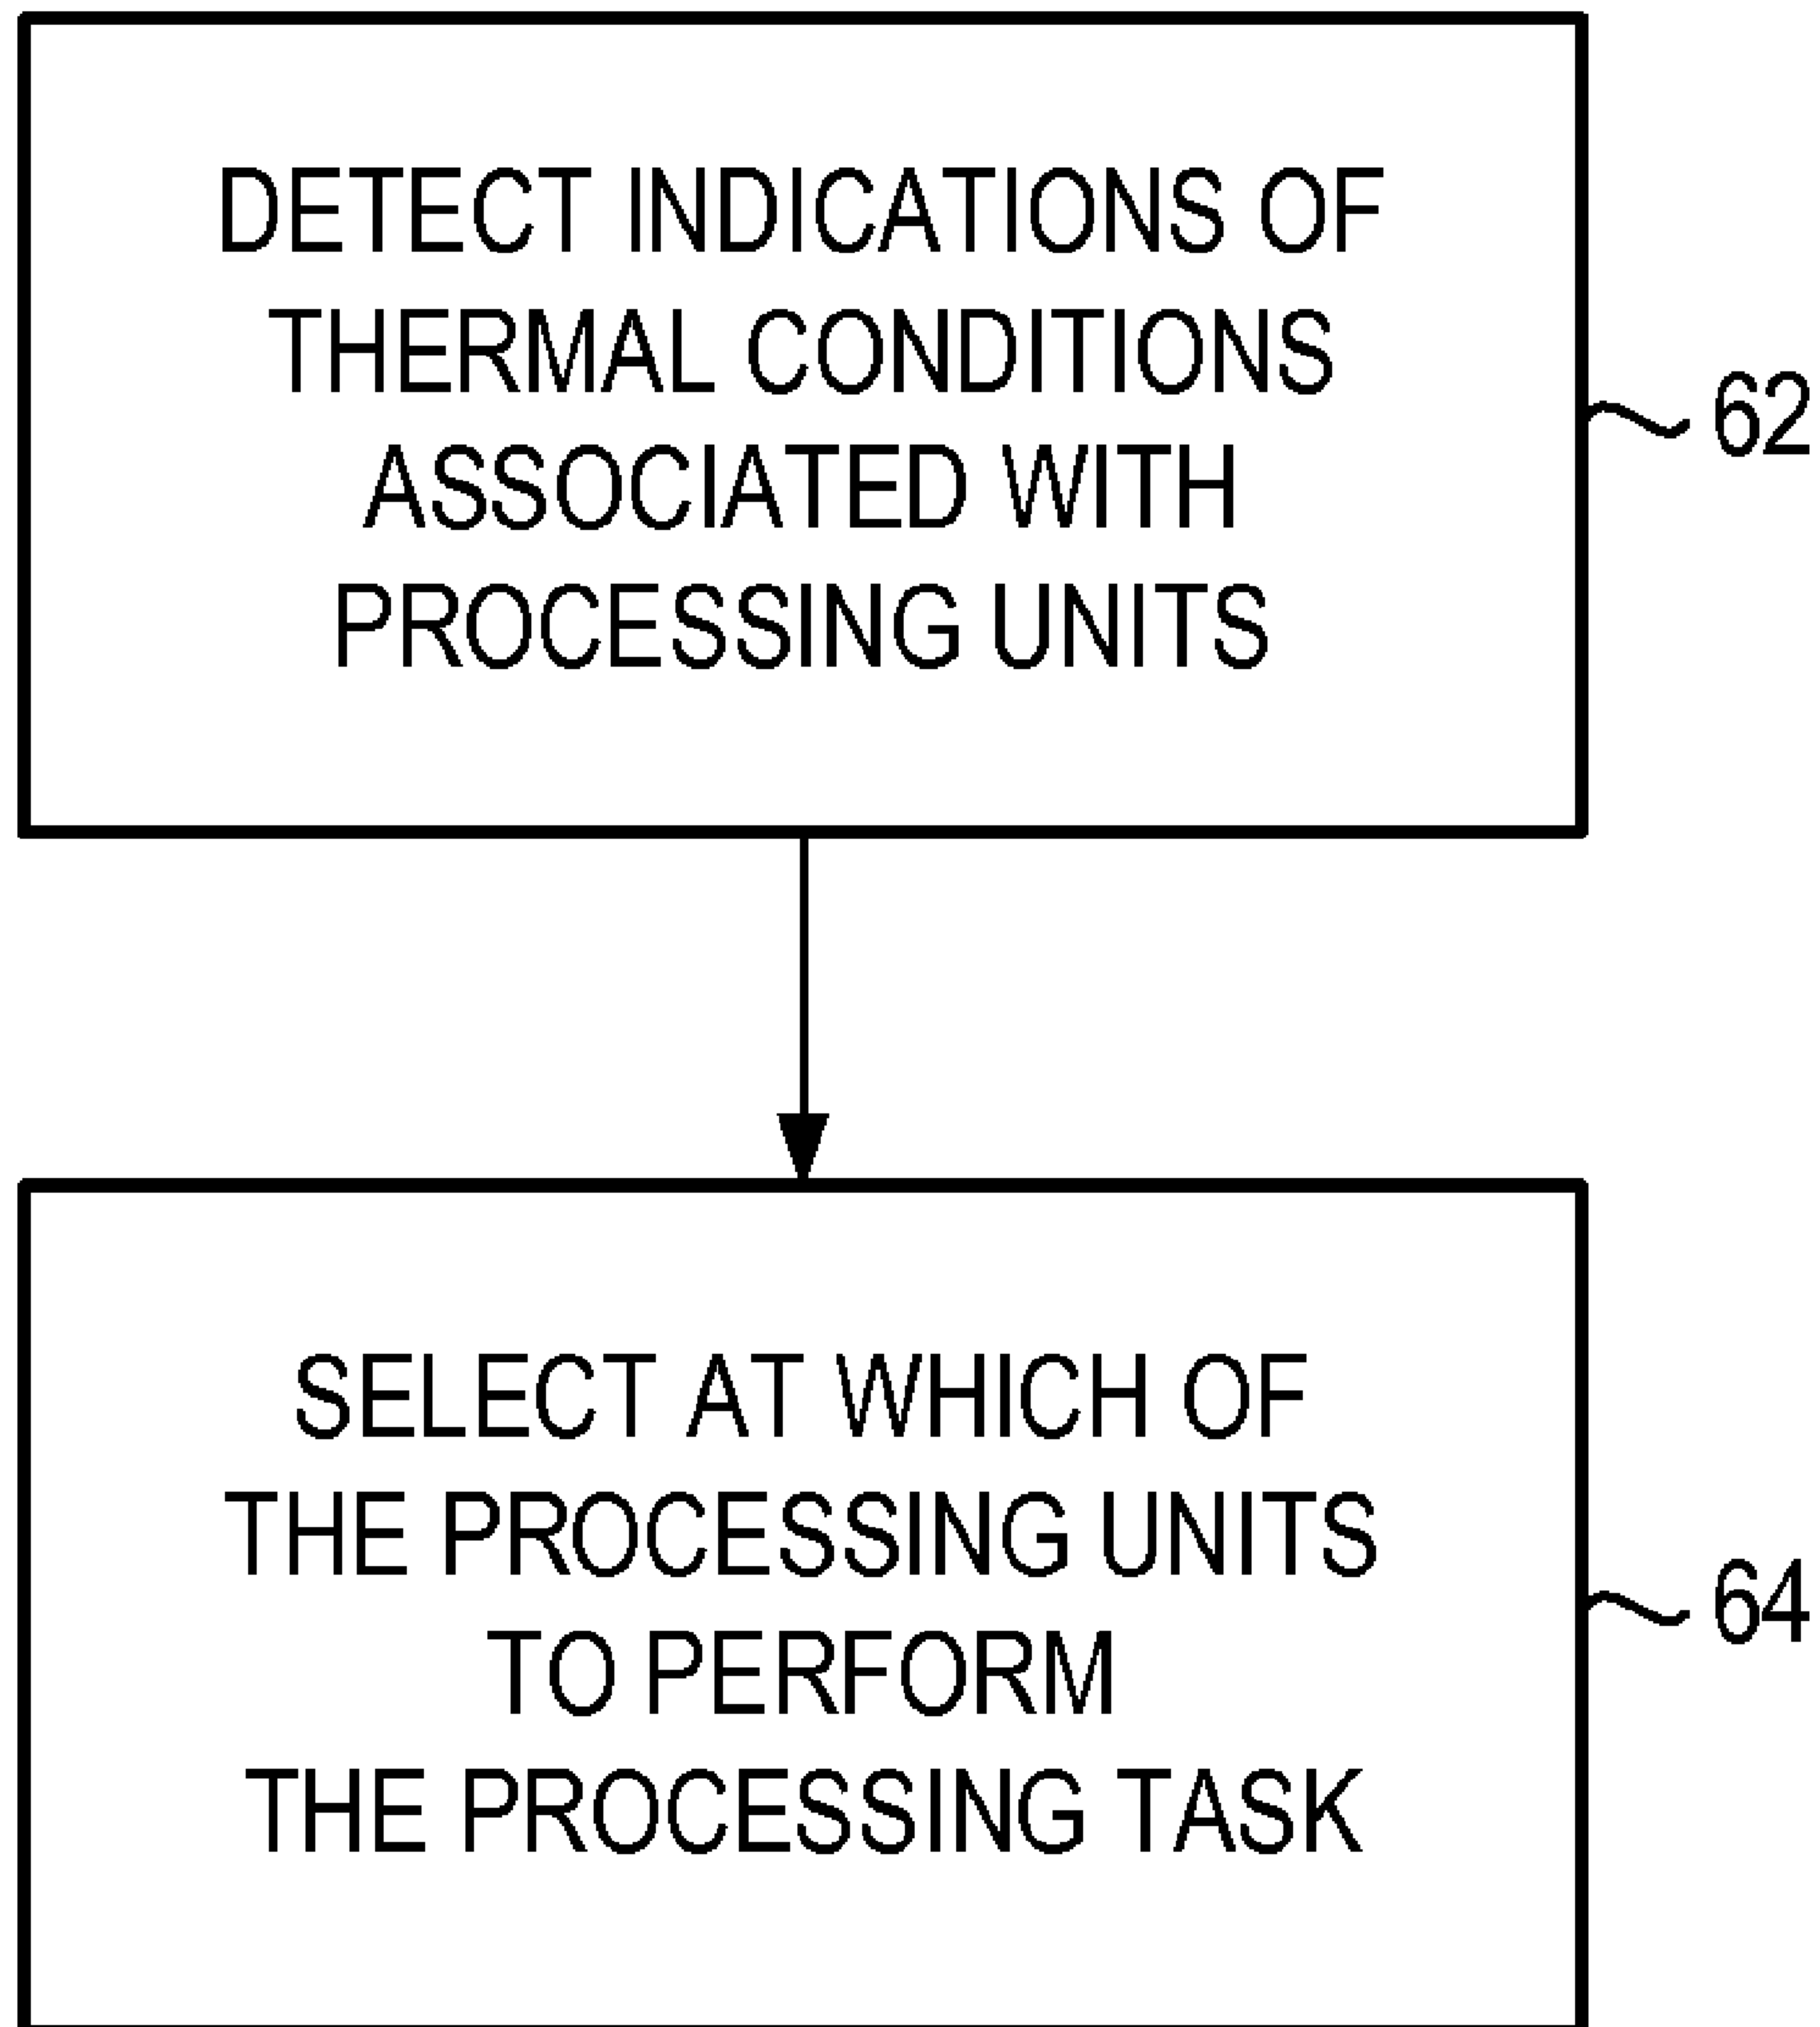 DETECT INDICATIONS OF
THERMAL CONDITIONS
ASSOCIATED WITH
PROCESSING UNITS
62
SELECT AT WHICH OF
THE PROCESSING UNITS
TO PERFORM
THE PROCESSING TASK
64